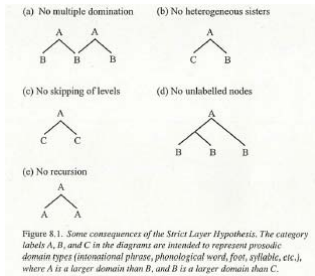 (a) No multiple domination
(b) No heterogeneous sisters
A A
B B B
A
C B
(c) No skipping of levels
(d) No unlabelled nodes
A
C C
A
B B B
(e) No recursion
A
A A
Figure 8.1. Some consequences of the Strict Layer Hypothesis. The category
labels A, B, and C in the diagrams are intended to represent prosodic
domain types (intonational phrase, phonological word, foot, syllable, etc.),
where A is a larger domain than B, and B is a larger domain than C.